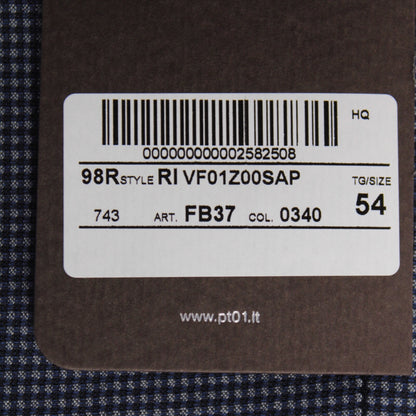 HQ
000000000002582508
98R STYLE RI VF01Z00SAP
TG/SIZE
54
743 ART. FB37 COL. 0340
www.pt01.it